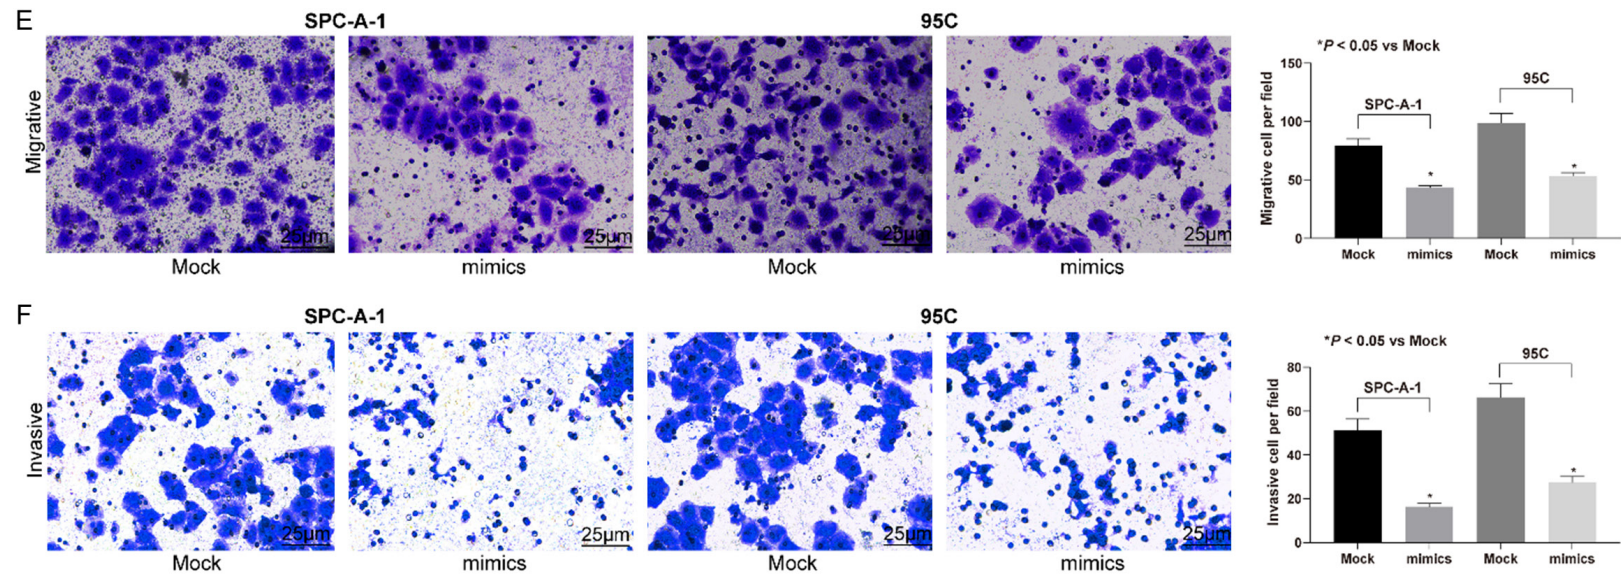 E
SPC-A-1
95C
Migrative
25μm
25μm
25μm
25μm
Mock
mimics
Mock
mimics
*P < 0.05 vs Mock
Migrative cell per field
150
100
50
0
SPC-A-1
95C
*
*
Mock
mimics
Mock
mimics
F
SPC-A-1
95C
Invasive
25μm
25μm
25μm
25μm
Mock
mimics
Mock
mimics
*P < 0.05 vs Mock
Invasive cell per field
80
60
40
20
0
SPC-A-1
95C
*
*
Mock
mimics
Mock
mimics